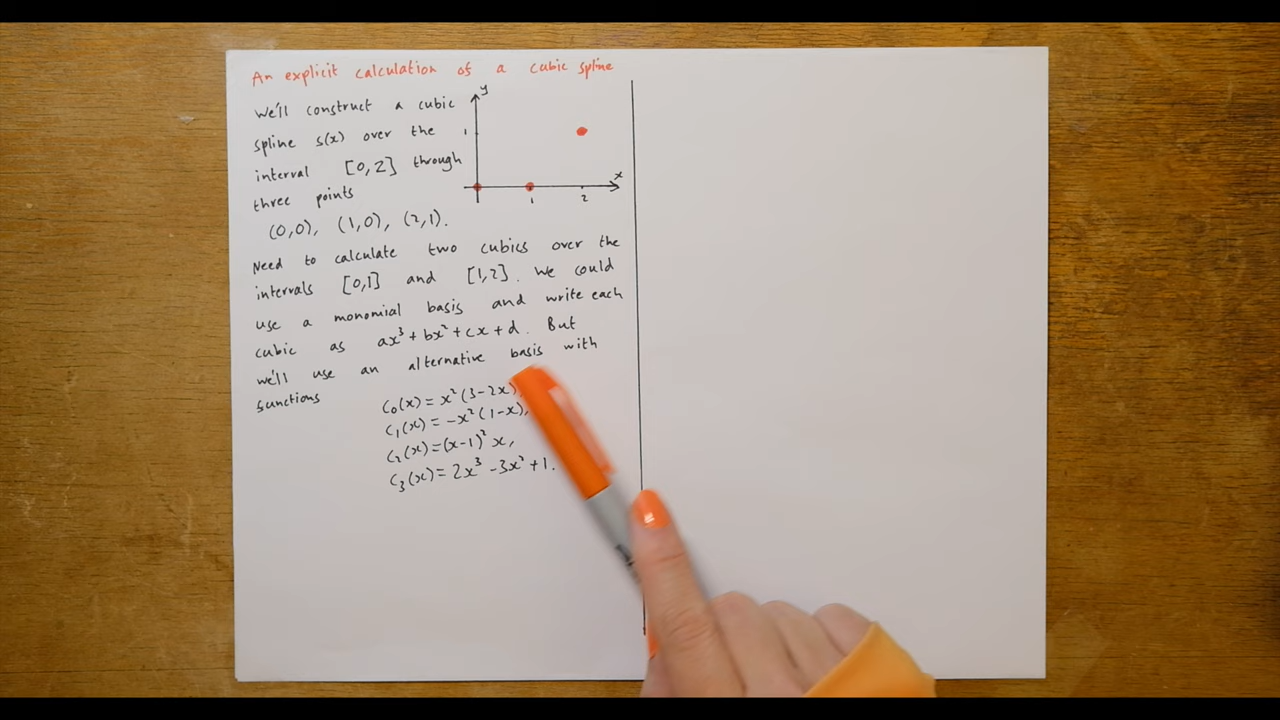 An explicit calculation of a cubic spline
We'll construct a cubic
spline s(x) over the
interval [0,2] through
three points
(0,0), (1,0), (2,1).
y
1
x
1
2
Need to calculate two cubics over the
intervals [0,1] and [1,2]. We could
use a monomial basis and write each
cubic as ax³ + bx² + cx + d. But
we'll use an alternative basis with
functions
c₀(x) = x²(3-2x)
c₁(x) = -x²(1-x),
c₂(x) = (x-1)²x,
c₃(x) = 2x³ - 3x² + 1.